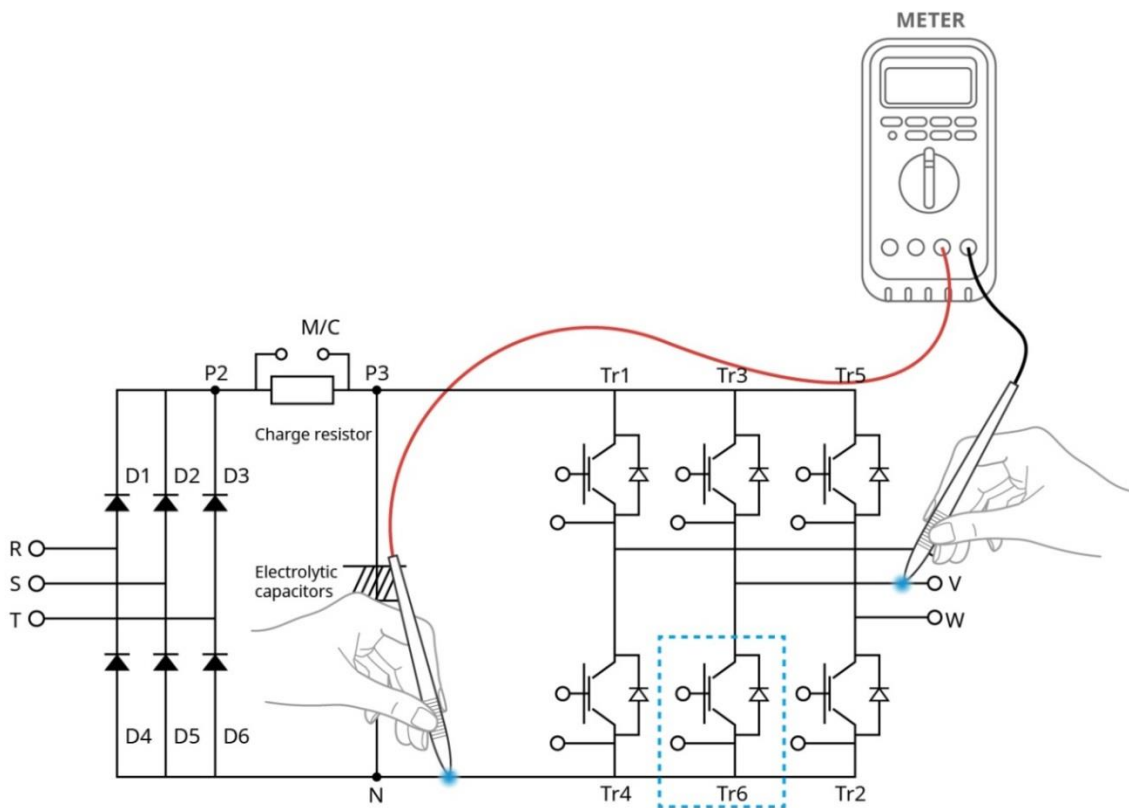 METER
M/C
P2
P3
Tr1
Tr3
Tr5
Charge resistor
D1
D2
D3
R
S
T
Electrolytic
capacitors
V
W
D4
D5
D6
N
Tr4
Tr6
Tr2